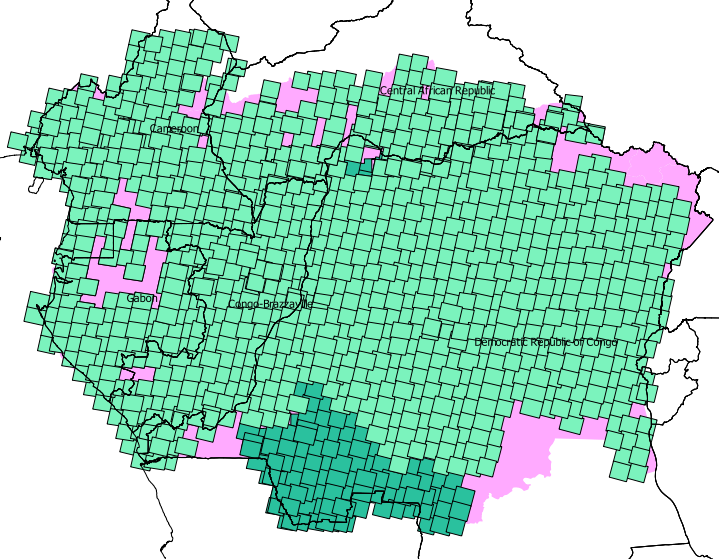 Central African Republic
Cameroon
Gabon
Congo-Brazzaville
Democratic Republic of Congo